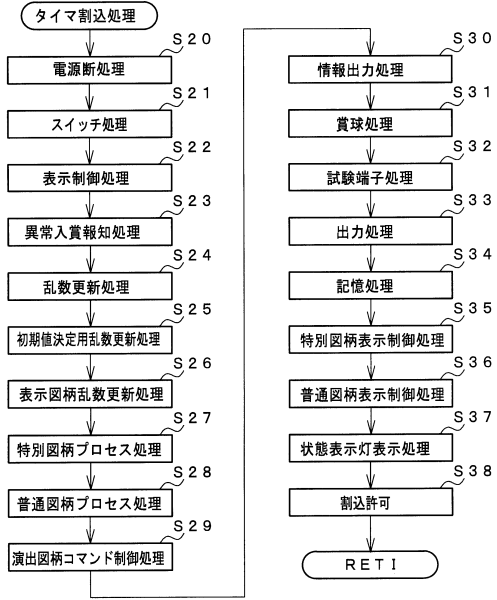 タイマ割込処理
S20
電源断処理
S21
スイッチ処理
S22
表示制御処理
S23
異常入賞報知処理
S24
乱数更新処理
S25
初期値決定用乱数更新処理
S26
表示図柄乱数更新処理
S27
特別図柄プロセス処理
S28
普通図柄プロセス処理
S29
演出図柄コマンド制御処理
S30
情報出力処理
S31
賞球処理
S32
試験端子処理
S33
出力処理
S34
記憶処理
S35
特別図柄表示制御処理
S36
普通図柄表示制御処理
S37
状態表示灯表示処理
S38
割込許可
RETI